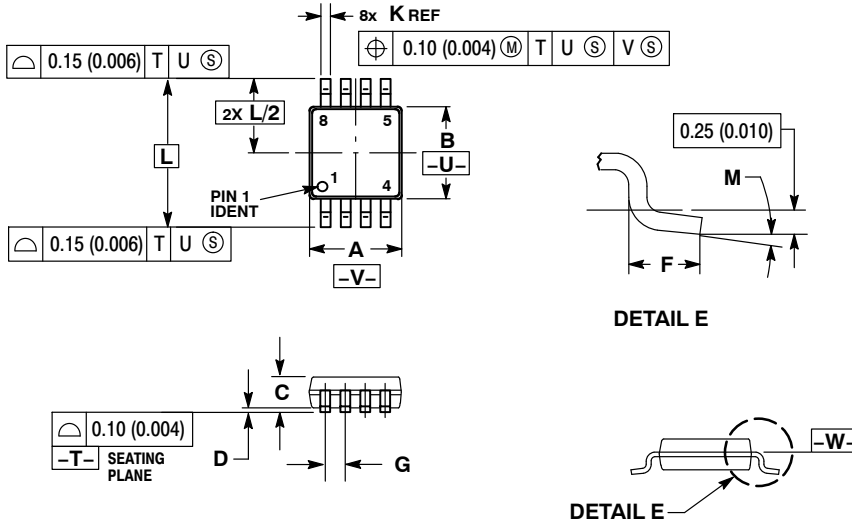 8x K REF
⌖ 0.10 (0.004) Ⓜ T U Ⓢ V Ⓢ
⌓ 0.15 (0.006) T U Ⓢ
2X L/2
8 5
B
–U–
L
PIN 1
IDENT
1
4
⌓ 0.15 (0.006) T U Ⓢ
A
–V–
0.25 (0.010)
M
F
DETAIL E
C
⌓ 0.10 (0.004)
–T– SEATING
PLANE
D
G
–W–
DETAIL E